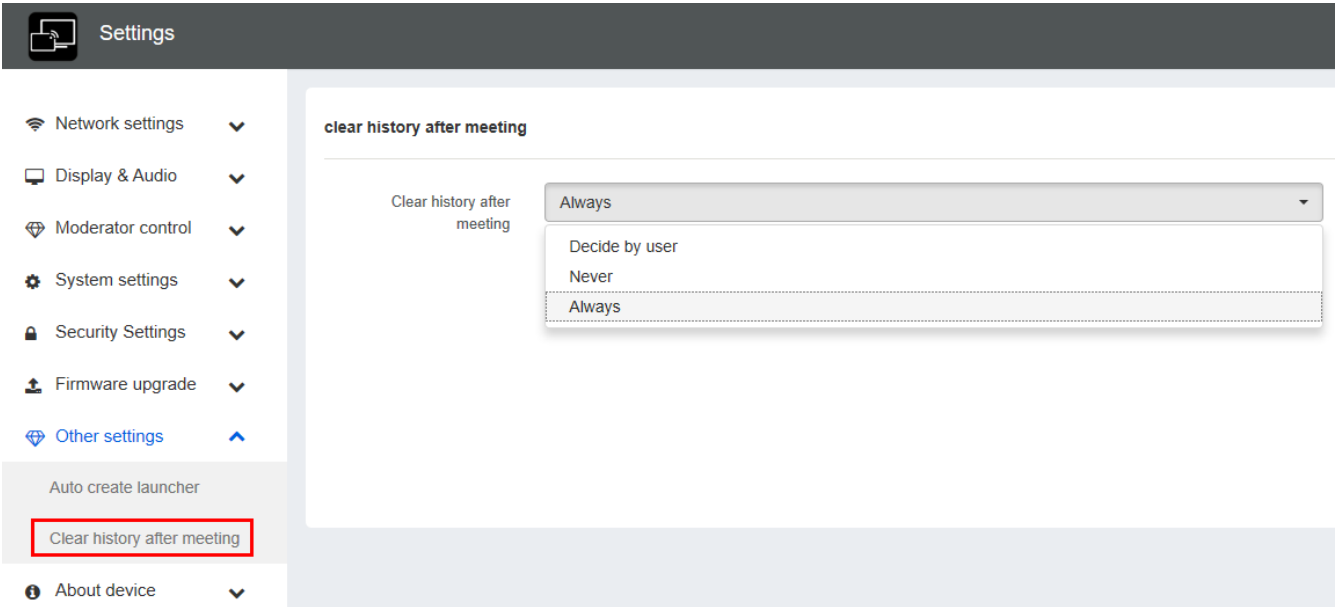 Settings
Network settings
Display & Audio
Moderator control
System settings
Security Settings
Firmware upgrade
Other settings
Auto create launcher
Clear history after meeting
About device
clear history after meeting
Clear history after
meeting
Always
Decide by user
Never
Always